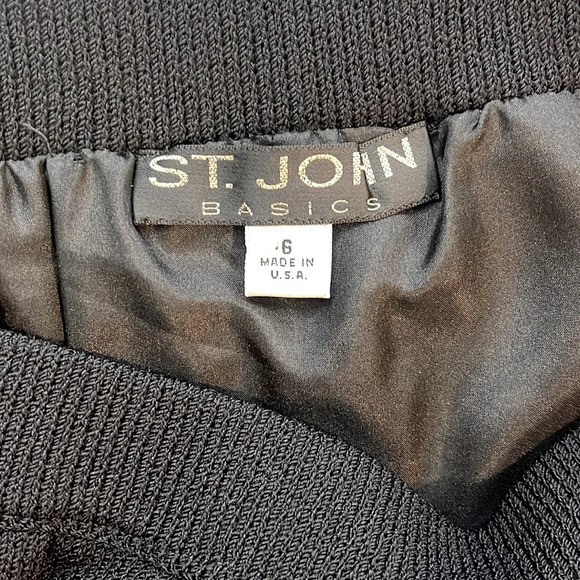 ST. JOHN
BASICS
6
MADE IN
U.S.A.